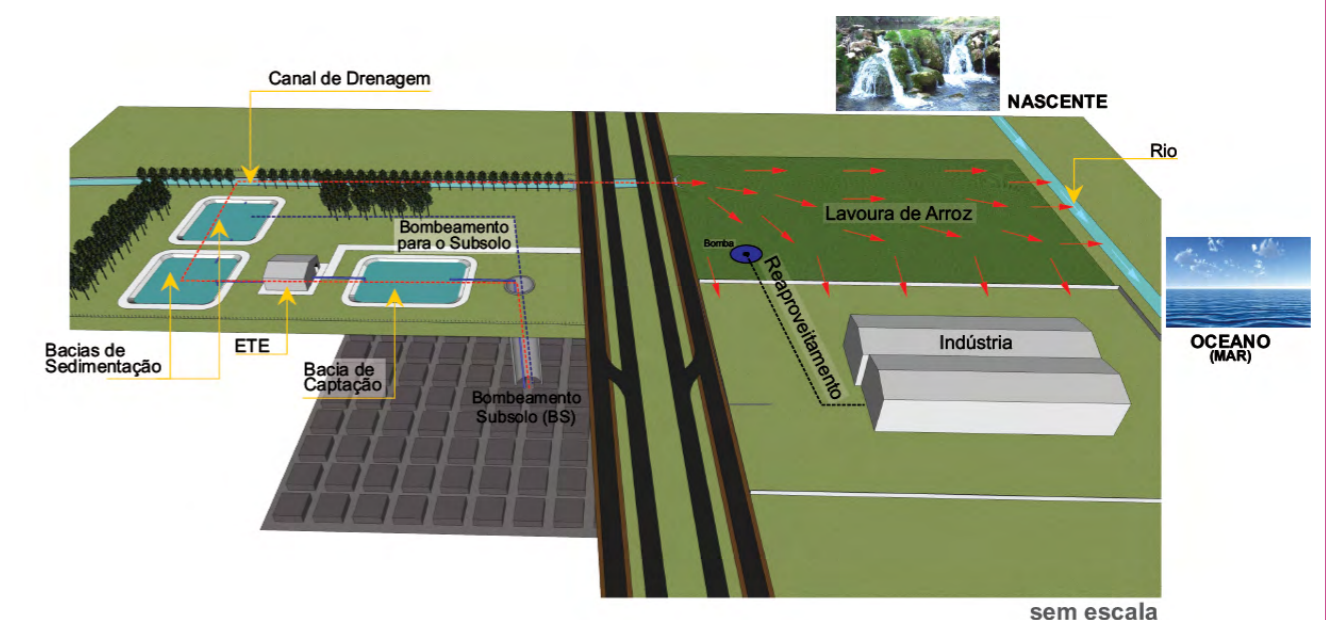 Canal de Drenagem
NASCENTE
Rio
Lavoura de Arroz
Bombeamento
para o Subsolo
Bomba
Reaproveitamento
OCEANO
(MAR)
Indústria
Bacias de
Sedimentação
ETE
Bacia de
Captação
Bombeamento
Subsolo (BS)
sem escala